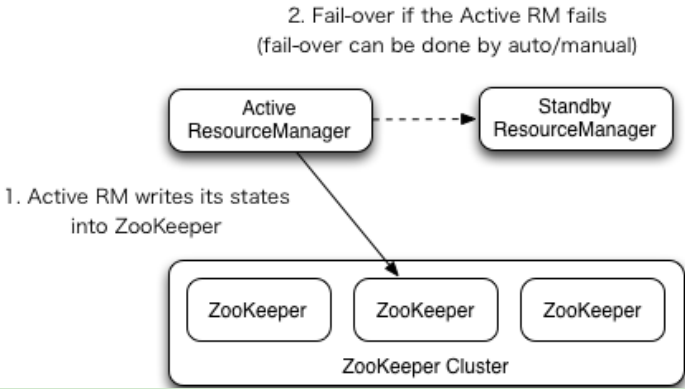 2. Fail-over if the Active RM fails
(fail-over can be done by auto/manual)
Active
ResourceManager
Standby
ResourceManager
1. Active RM writes its states
into ZooKeeper
ZooKeeper
ZooKeeper
ZooKeeper
ZooKeeper Cluster